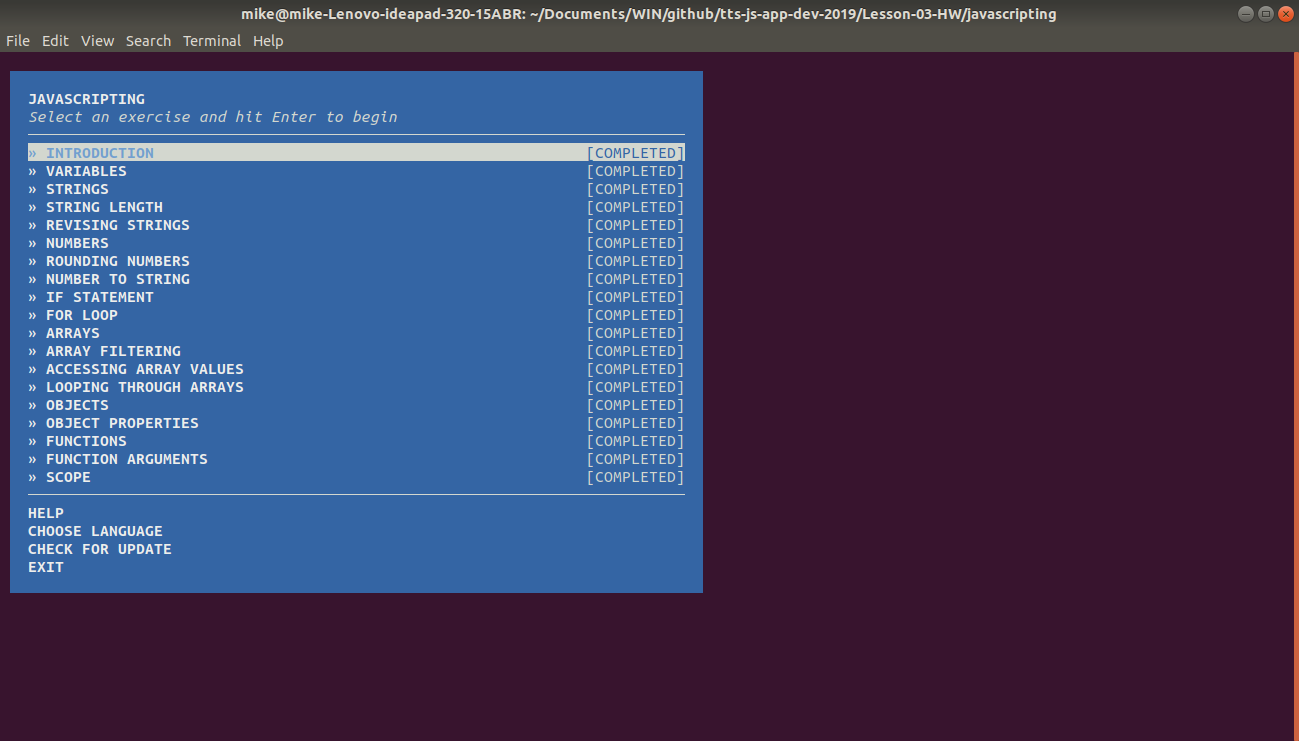 mike@mike-Lenovo-ideapad-320-15ABR: ~/Documents/WIN/github/tts-js-app-dev-2019/Lesson-03-HW/javascripting
File Edit View Search Terminal Help
JAVASCRIPTING
Select an exercise and hit Enter to begin
» INTRODUCTION [COMPLETED]
» VARIABLES [COMPLETED]
» STRINGS [COMPLETED]
» STRING LENGTH [COMPLETED]
» REVISING STRINGS [COMPLETED]
» NUMBERS [COMPLETED]
» ROUNDING NUMBERS [COMPLETED]
» NUMBER TO STRING [COMPLETED]
» IF STATEMENT [COMPLETED]
» FOR LOOP [COMPLETED]
» ARRAYS [COMPLETED]
» ARRAY FILTERING [COMPLETED]
» ACCESSING ARRAY VALUES [COMPLETED]
» LOOPING THROUGH ARRAYS [COMPLETED]
» OBJECTS [COMPLETED]
» OBJECT PROPERTIES [COMPLETED]
» FUNCTIONS [COMPLETED]
» FUNCTION ARGUMENTS [COMPLETED]
» SCOPE [COMPLETED]
HELP
CHOOSE LANGUAGE
CHECK FOR UPDATE
EXIT